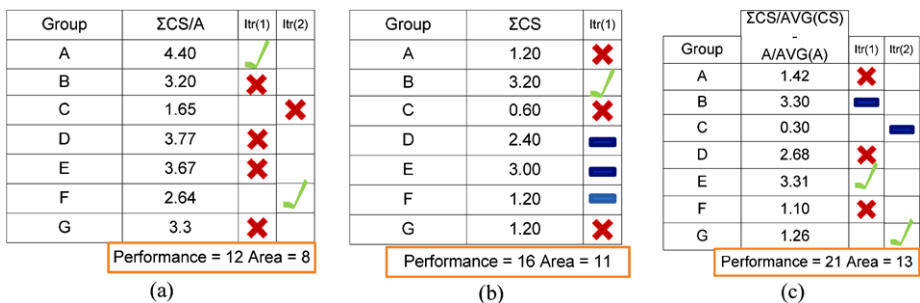 Group ΣCS/A Itr(1) Itr(2)
A 4.40
B 3.20
C 1.65
D 3.77
E 3.67
F 2.64
G 3.3
Performance = 12 Area = 8
(a)
Group ΣCS Itr(1)
A 1.20
B 3.20
C 0.60
D 2.40
E 3.00
F 1.20
G 1.20
Performance = 16 Area = 11
(b)
ΣCS/AVG(CS)
-
Group A/AVG(A) Itr(1) Itr(2)
A 1.42
B 3.30
C 0.30
D 2.68
E 3.31
F 1.10
G 1.26
Performance = 21 Area = 13
(c)